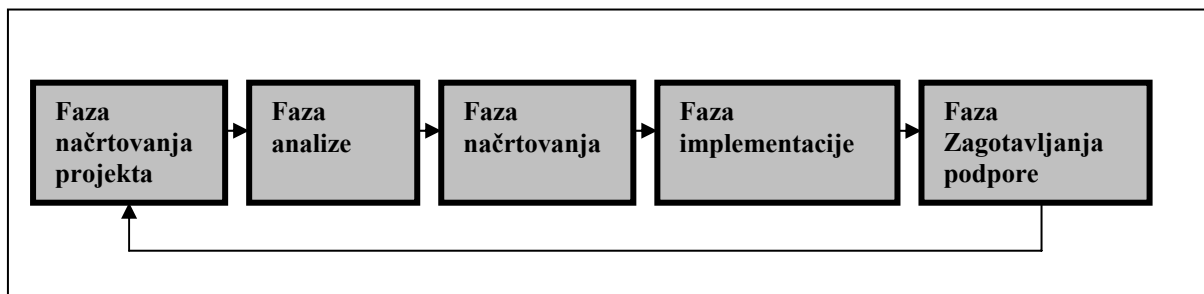 Faza
načrtovanja
projekta
Faza
analize
Faza
načrtovanja
Faza
implementacije
Faza
Zagotavljanja
podpore